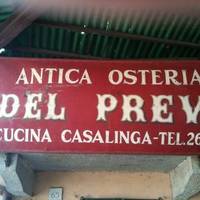 ANTICA OSTERIA
DEL PREV
CUCINA CASALINGA-TEL.26